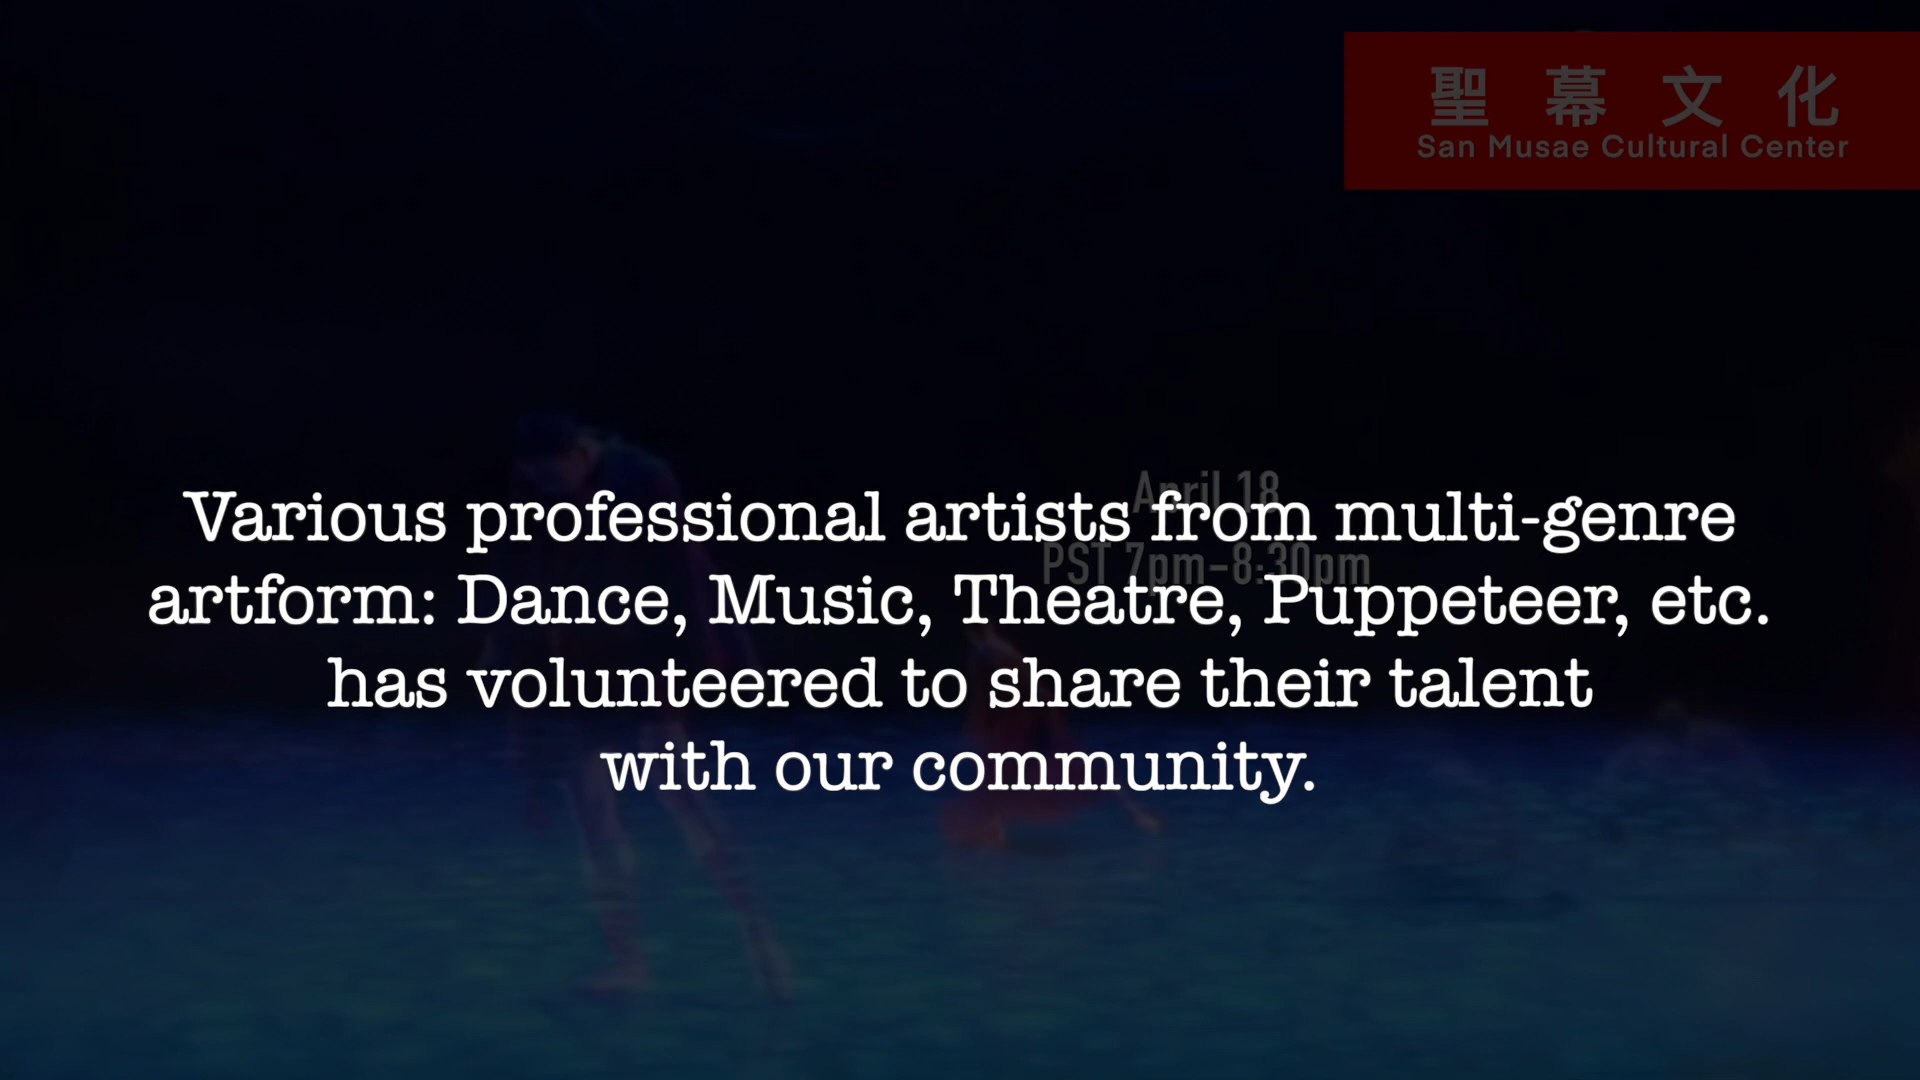 聖幕文化
San Musae Cultural Center
April 18
PST 7pm-8:30pm
Various professional artists from multi-genre
artform: Dance, Music, Theatre, Puppeteer, etc.
has volunteered to share their talent
with our community.